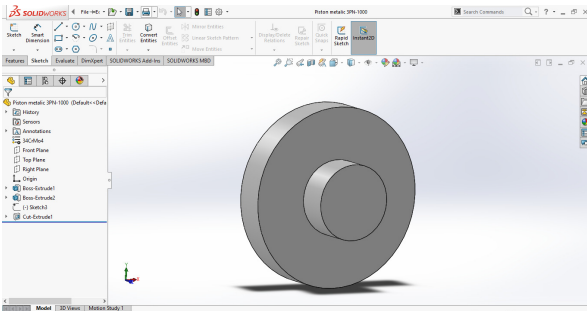 SOLIDWORKS File Piston metalic 3PN-1000 Search Commands
Sketch Smart Dimension Trim Entities Convert Entities Offset Entities Mirror Entities Linear Sketch Pattern Move Entities Display/Delete Relations Repair Sketch Quick Snaps Rapid Sketch Instant2D
Features Sketch Evaluate DimXpert SOLIDWORKS Add-Ins SOLIDWORKS MBD
Piston metalic 3PN-1000 (Default<<Defa
History
Sensors
Annotations
34CrMo4
Front Plane
Top Plane
Right Plane
Origin
Boss-Extrude1
Boss-Extrude2
(-) Sketch3
Cut-Extrude1
Model 3D Views Motion Study 1